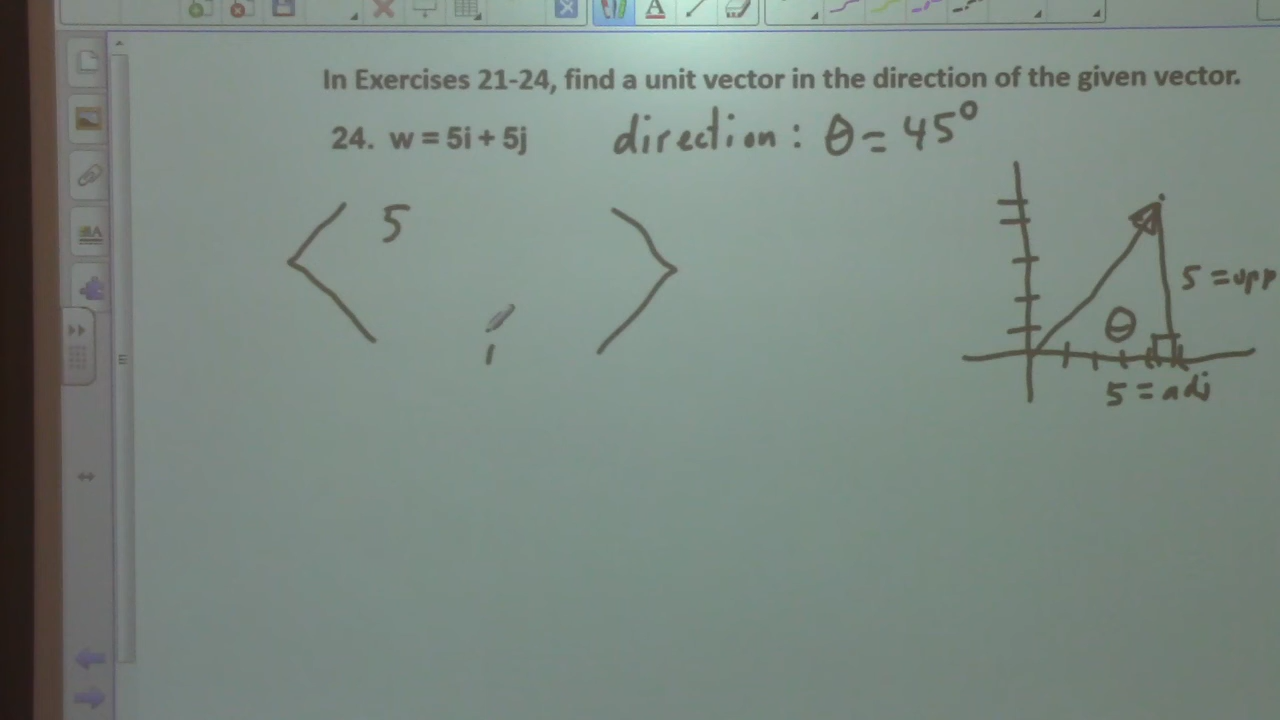 In Exercises 21-24, find a unit vector in the direction of the given vector.
24. w = 5i + 5j direction : θ = 45°
5
5 = opp
θ
5 = adj